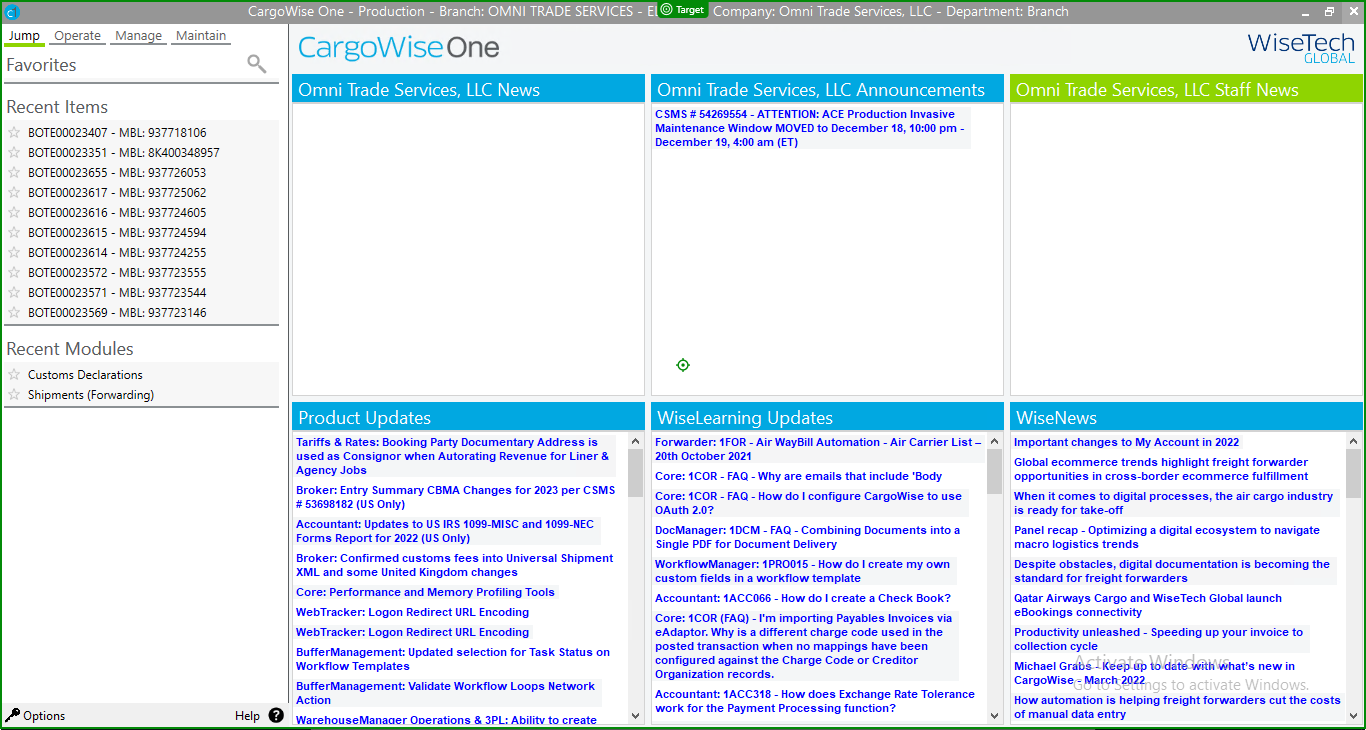 CargoWise One - Production - Branch: OMNI TRADE SERVICES - E
Target
Company: Omni Trade Services, LLC - Department: Branch
Jump Operate Manage Maintain
Favorites
Recent Items
BOTE00023407 - MBL: 937718106
BOTE00023351 - MBL: 8K400348957
BOTE00023655 - MBL: 937726053
BOTE00023617 - MBL: 937725062
BOTE00023616 - MBL: 937724605
BOTE00023615 - MBL: 937724594
BOTE00023614 - MBL: 937724255
BOTE00023572 - MBL: 937723555
BOTE00023571 - MBL: 937723544
BOTE00023569 - MBL: 937723146
Recent Modules
Customs Declarations
Shipments (Forwarding)
Options
Help ?
CargoWise One
WiseTech
GLOBAL
Omni Trade Services, LLC News
Omni Trade Services, LLC Announcements
CSMS # 54269554 - ATTENTION: ACE Production Invasive
Maintenance Window MOVED to December 18, 10:00 pm -
December 19, 4:00 am (ET)
Omni Trade Services, LLC Staff News
Product Updates
Tariffs & Rates: Booking Party Documentary Address is
used as Consignor when Autorating Revenue for Liner &
Agency Jobs
Broker: Entry Summary CBMA Changes for 2023 per CSMS
# 53698182 (US Only)
Accountant: Updates to US IRS 1099-MISC and 1099-NEC
Forms Report for 2022 (US Only)
Broker: Confirmed customs fees into Universal Shipment
XML and some United Kingdom changes
Core: Performance and Memory Profiling Tools
WebTracker: Logon Redirect URL Encoding
WebTracker: Logon Redirect URL Encoding
BufferManagement: Updated selection for Task Status on
Workflow Templates
BufferManagement: Validate Workflow Loops Network
Action
WarehouseManager Operations & 3PL: Ability to create
WiseLearning Updates
Forwarder: 1FOR - Air WayBill Automation - Air Carrier List –
20th October 2021
Core: 1COR - FAQ - Why are emails that include 'Body
Core: 1COR - FAQ - How do I configure CargoWise to use
OAuth 2.0?
DocManager: 1DCM - FAQ - Combining Documents into a
Single PDF for Document Delivery
WorkflowManager: 1PRO015 - How do I create my own
custom fields in a workflow template
Accountant: 1ACC066 - How do I create a Check Book?
Core: 1COR (FAQ) - I'm importing Payables Invoices via
eAdaptor. Why is a different charge code used in the
posted transaction when no mappings have been
configured against the Charge Code or Creditor
Organization records.
Accountant: 1ACC318 - How does Exchange Rate Tolerance
work for the Payment Processing function?
WiseNews
Important changes to My Account in 2022
Global ecommerce trends highlight freight forwarder
opportunities in cross-border ecommerce fulfillment
When it comes to digital processes, the air cargo industry
is ready for take-off
Panel recap - Optimizing a digital ecosystem to navigate
macro logistics trends
Despite obstacles, digital documentation is becoming the
standard for freight forwarders
Qatar Airways Cargo and WiseTech Global launch
eBookings connectivity
Productivity unleashed - Speeding up your invoice to
collection cycle
Michael Grabs - Keep up to date with what's new in
CargoWise - March 2022
How automation is helping freight forwarders cut the costs
of manual data entry
Activate Windows
Go to Settings to activate Windows.